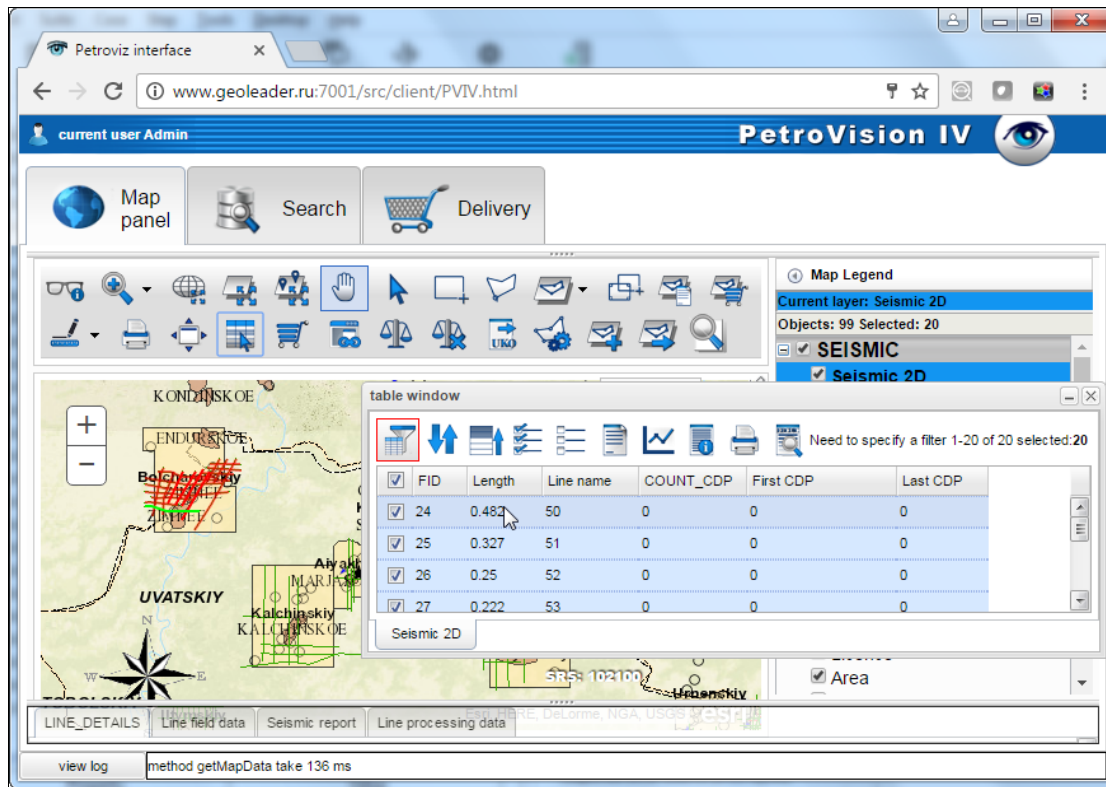 Petroviz interface
www.geoleader.ru:7001/src/client/PVIV.html
current user Admin
PetroVision IV
Map panel
Search
Delivery
UKO
Map Legend
Current layer: Seismic 2D
Objects: 99 Selected: 20
SEISMIC
Seismic 2D
KONDINSKOE
table window
Need to specify a filter 1-20 of 20 selected:20
FID Length Line name COUNT_CDP First CDP Last CDP
24 0.482 50 0 0 0
25 0.327 51 0 0 0
26 0.25 52 0 0 0
27 0.222 53 0 0 0
Seismic 2D
+
−
UVATSKIY
Kalchinskiy
KALCHINSKOE
N
W
E
SRS: 102100
Urnenskiy
Area
LINE_DETAILS
Line field data
Seismic report
Line processing data
Esri, HERE, DeLorme, NGA, USGS
esri
view log
method getMapData take 136 ms